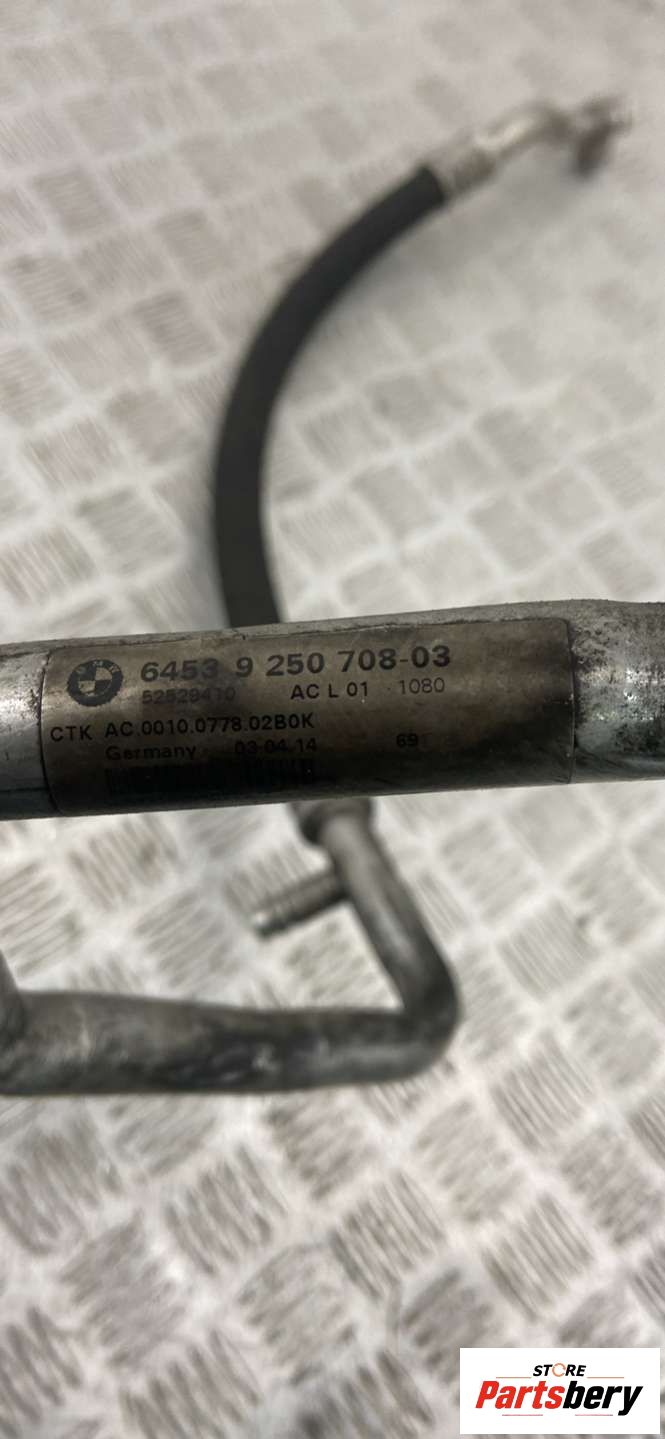 BMW
6453 9 250 708-03
52529410 AC L 01 1080
CTK AC.0010.0778.02B0K
Germany 03.04.14 69
STORE
Partsbery